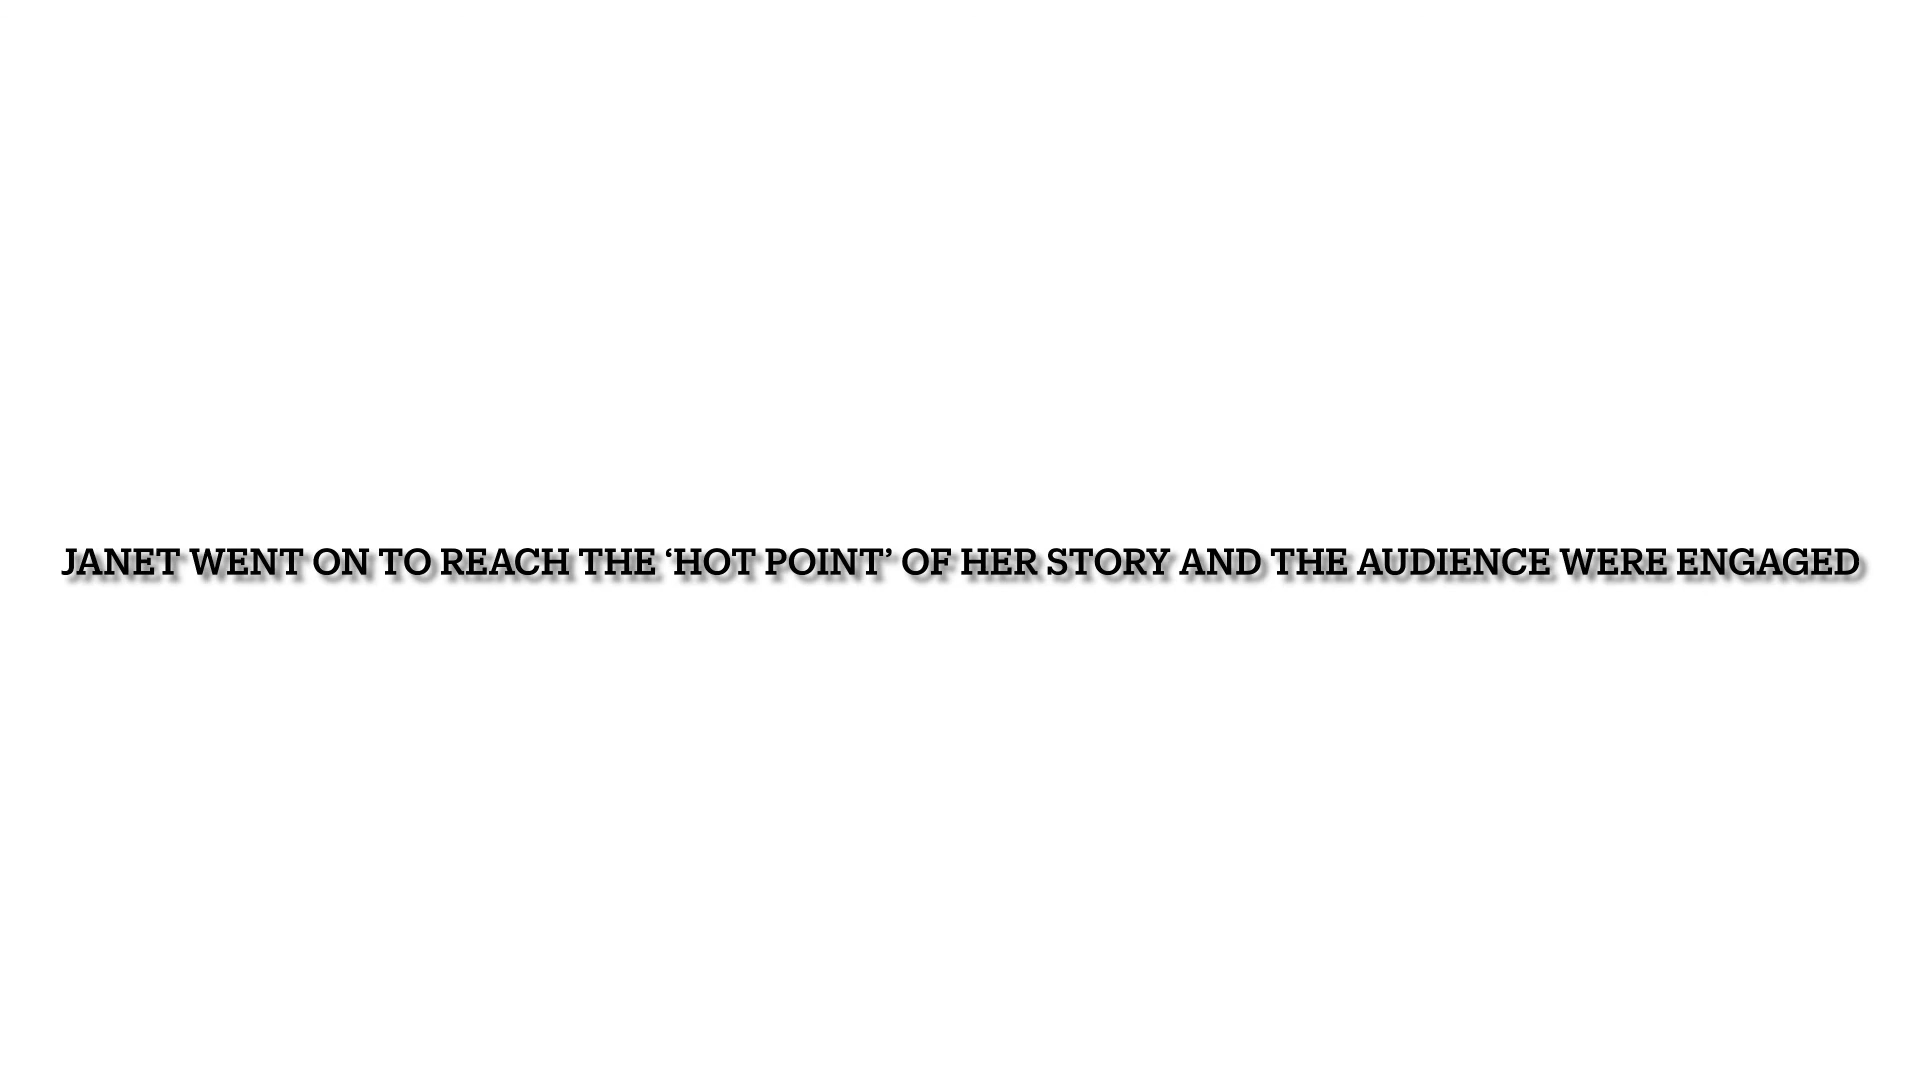 JANET WENT ON TO REACH THE ‘HOT POINT’ OF HER STORY AND THE AUDIENCE WERE ENGAGED